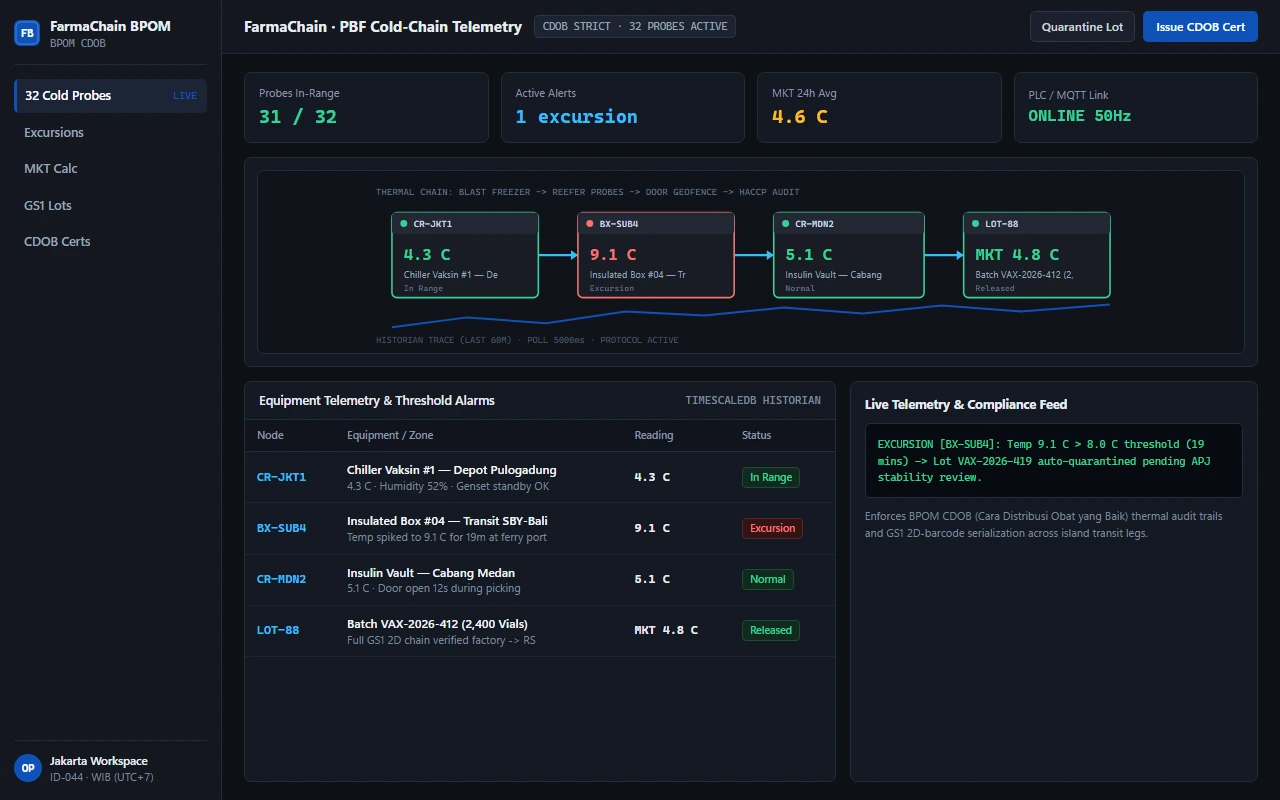 FB
FarmaChain BPOM
BPOM CDOB
32 Cold Probes
LIVE
Excursions
MKT Calc
GS1 Lots
CDOB Certs
OP
Jakarta Workspace
ID-044 · WIB (UTC+7)
FarmaChain · PBF Cold-Chain Telemetry
CDOB STRICT · 32 PROBES ACTIVE
Quarantine Lot
Issue CDOB Cert
Probes In-Range
31 / 32
Active Alerts
1 excursion
MKT 24h Avg
4.6 C
PLC / MQTT Link
ONLINE 50Hz
THERMAL CHAIN: BLAST FREEZER -> REEFER PROBES -> DOOR GEOFENCE -> HACCP AUDIT
CR-JKT1
4.3 C
Chiller Vaksin #1 — De
In Range
BX-SUB4
9.1 C
Insulated Box #04 — Tr
Excursion
CR-MDN2
5.1 C
Insulin Vault — Cabang
Normal
LOT-88
MKT 4.8 C
Batch VAX-2026-412 (2,
Released
HISTORIAN TRACE (LAST 60M) · POLL 5000ms · PROTOCOL ACTIVE
Equipment Telemetry & Threshold Alarms
TIMESCALEDB HISTORIAN
Node
Equipment / Zone
Reading
Status
CR-JKT1
Chiller Vaksin #1 — Depot Pulogadung
4.3 C · Humidity 52% · Genset standby OK
4.3 C
In Range
BX-SUB4
Insulated Box #04 — Transit SBY-Bali
Temp spiked to 9.1 C for 19m at ferry port
9.1 C
Excursion
CR-MDN2
Insulin Vault — Cabang Medan
5.1 C · Door open 12s during picking
5.1 C
Normal
LOT-88
Batch VAX-2026-412 (2,400 Vials)
Full GS1 2D chain verified factory -> RS
MKT 4.8 C
Released
Live Telemetry & Compliance Feed
EXCURSION [BX-SUB4]: Temp 9.1 C > 8.0 C threshold (19
mins) -> Lot VAX-2026-419 auto-quarantined pending APJ
stability review.
Enforces BPOM CDOB (Cara Distribusi Obat yang Baik) thermal audit trails
and GS1 2D-barcode serialization across island transit legs.